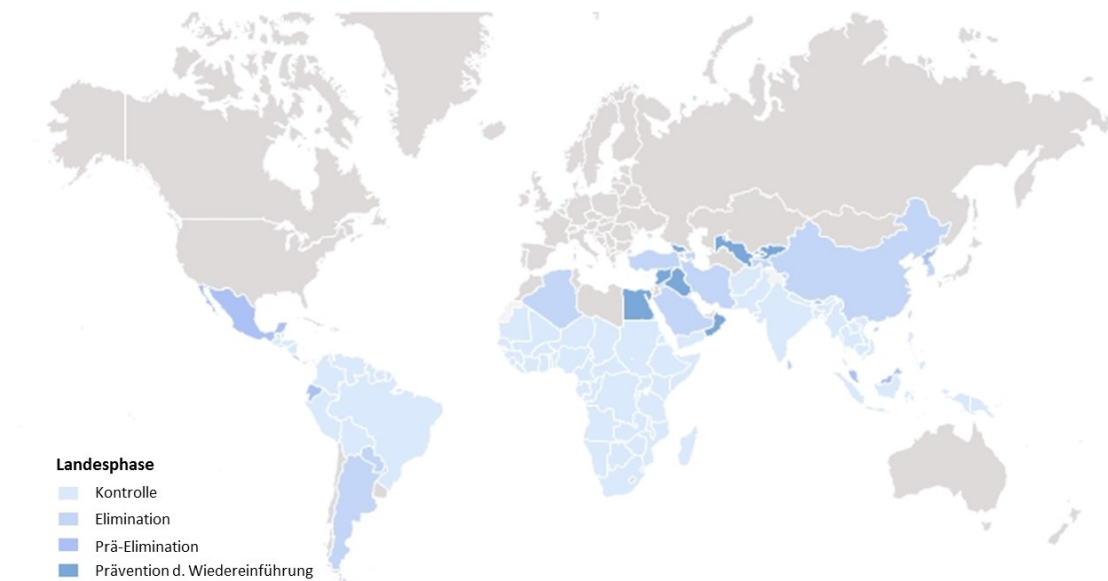 Landesphase
Kontrolle
Elimination
Prä-Elimination
Prävention d. Wiedereinführung